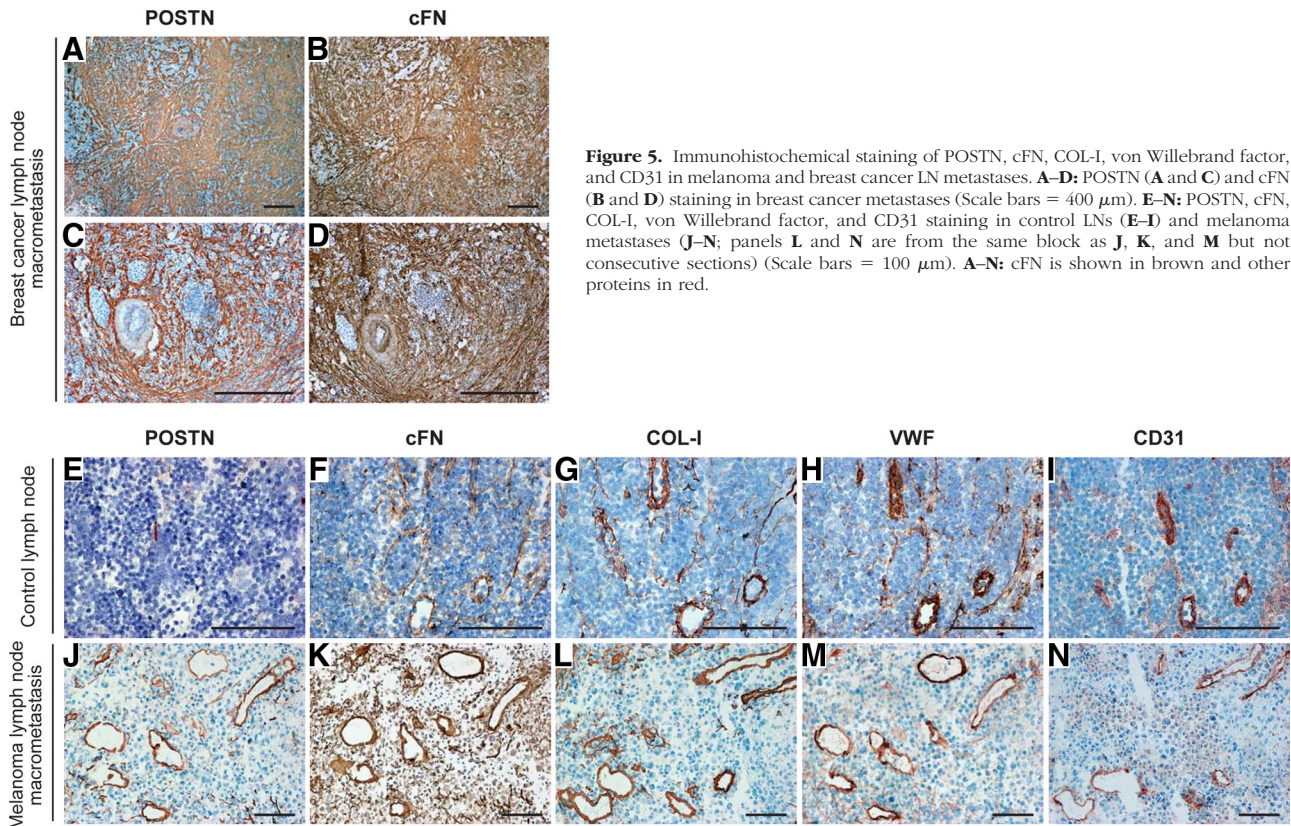 POSTN cFN
Breast cancer lymph node
macrometastasis
A B
C D
Figure 5. Immunohistochemical staining of POSTN, cFN, COL-I, von Willebrand factor,
and CD31 in melanoma and breast cancer LN metastases. A–D: POSTN (A and C) and cFN
(B and D) staining in breast cancer metastases (Scale bars = 400 μm). E–N: POSTN, cFN,
COL-I, von Willebrand factor, and CD31 staining in control LNs (E–I) and melanoma
metastases (J–N; panels L and N are from the same block as J, K, and M but not
consecutive sections) (Scale bars = 100 μm). A–N: cFN is shown in brown and other
proteins in red.
POSTN cFN COL-I VWF CD31
Control lymph node
E F G H I
Melanoma lymph node
macrometastasis
J K L M N